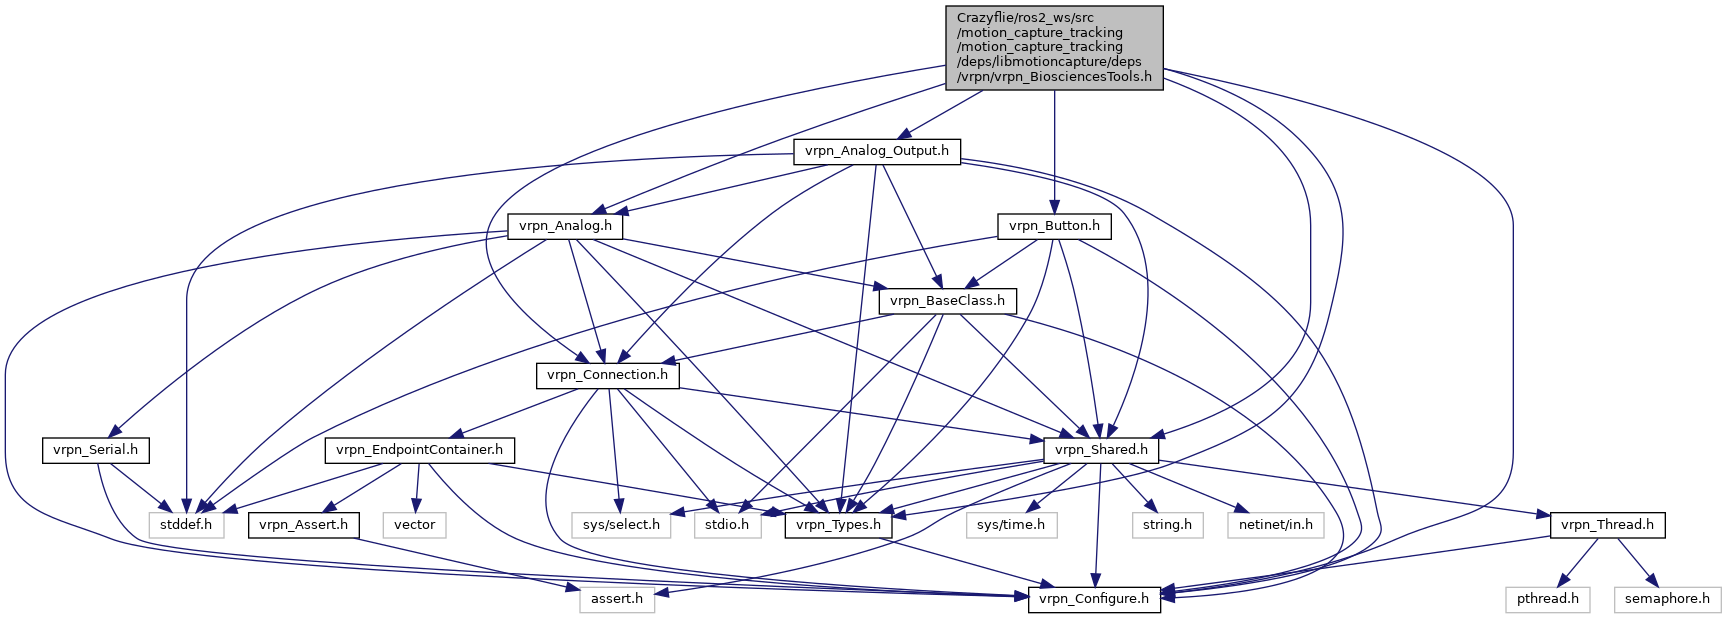 Crazyflie/ros2_ws/src
/motion_capture_tracking
/motion_capture_tracking
/deps/libmotioncapture/deps
/vrpn/vrpn_BiosciencesTools.h
vrpn_Analog_Output.h
vrpn_Analog.h
vrpn_Button.h
vrpn_BaseClass.h
vrpn_Connection.h
vrpn_Serial.h
vrpn_EndpointContainer.h
vrpn_Shared.h
stddef.h
vrpn_Assert.h
vector
sys/select.h
stdio.h
vrpn_Types.h
sys/time.h
string.h
netinet/in.h
vrpn_Thread.h
assert.h
vrpn_Configure.h
pthread.h
semaphore.h